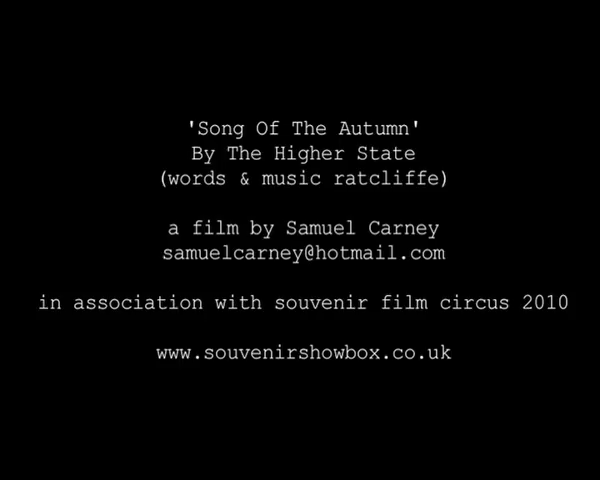 'Song Of The Autumn'
By The Higher State
(words & music ratcliffe)
a film by Samuel Carney
samuelcarney@hotmail.com
in association with souvenir film circus 2010
www.souvenirshowbox.co.uk